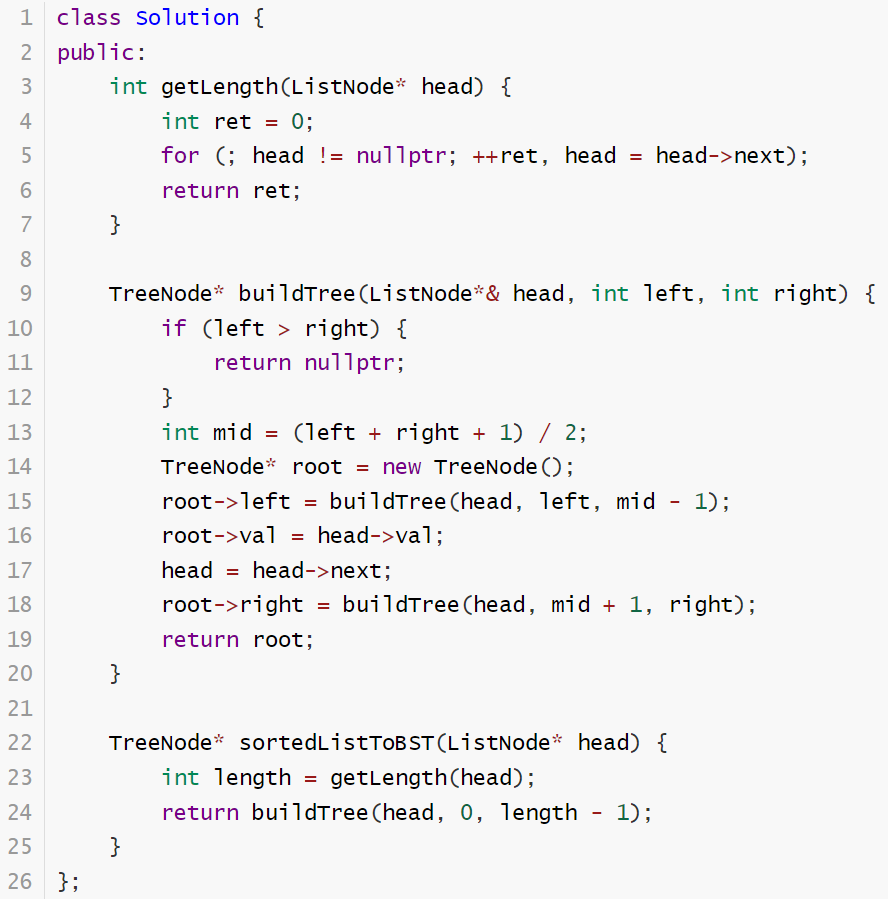 1 class Solution {
2 public:
3     int getLength(ListNode* head) {
4         int ret = 0;
5         for (; head != nullptr; ++ret, head = head->next);
6         return ret;
7     }
8
9     TreeNode* buildTree(ListNode*& head, int left, int right) {
10         if (left > right) {
11             return nullptr;
12         }
13         int mid = (left + right + 1) / 2;
14         TreeNode* root = new TreeNode();
15         root->left = buildTree(head, left, mid - 1);
16         root->val = head->val;
17         head = head->next;
18         root->right = buildTree(head, mid + 1, right);
19         return root;
20     }
21
22     TreeNode* sortedListToBST(ListNode* head) {
23         int length = getLength(head);
24         return buildTree(head, 0, length - 1);
25     }
26 };